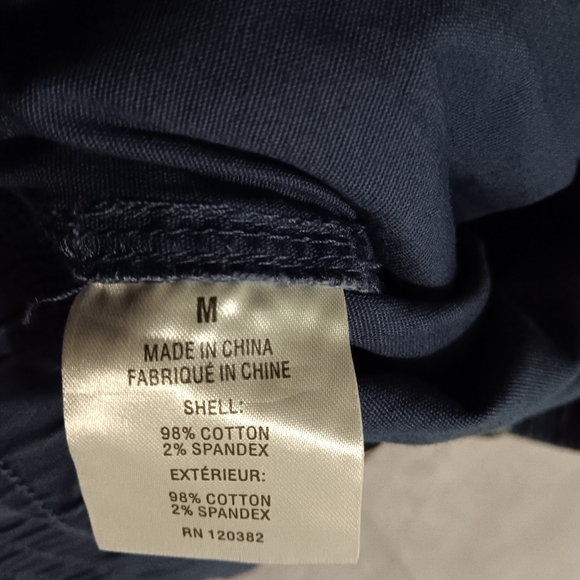 M
MADE IN CHINA
FABRIQUÉ IN CHINE
SHELL:
98% COTTON
2% SPANDEX
EXTÉRIEUR:
98% COTTON
2% SPANDEX
RN 120382